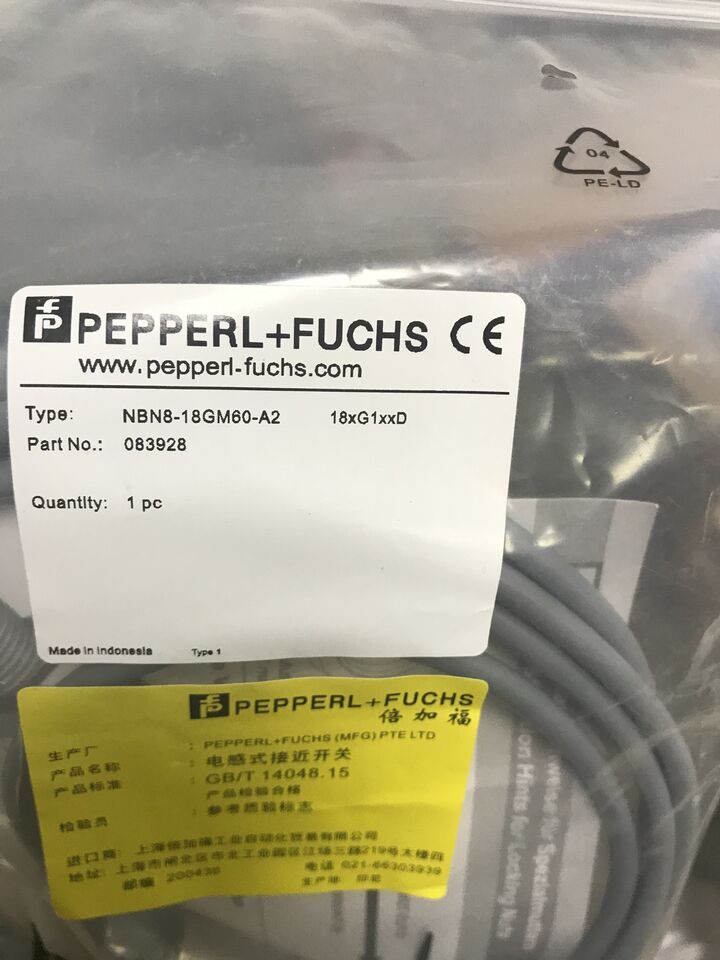 04
PE-LD
PEPPERL+FUCHS CE
www.pepperl-fuchs.com
Type: NBN8-18GM60-A2 18xG1xxD
Part No.: 083928
Quantity: 1 pc
Made in Indonesia Type 1
PEPPERL+FUCHS
倍加福
生产厂 : PEPPERL+FUCHS (MFG) PTE LTD
产品名称 : 电感式接近开关
产品标准 : GB/T 14048.15
产品检验合格
检验员 : 参考质验标志
进口商: 上海倍加福工业自动化贸易有限公司
地址: 上海市闸北区市北工业园区江场三路219号大楼四
邮编 200436 电话 021-66303939
生产地 印尼